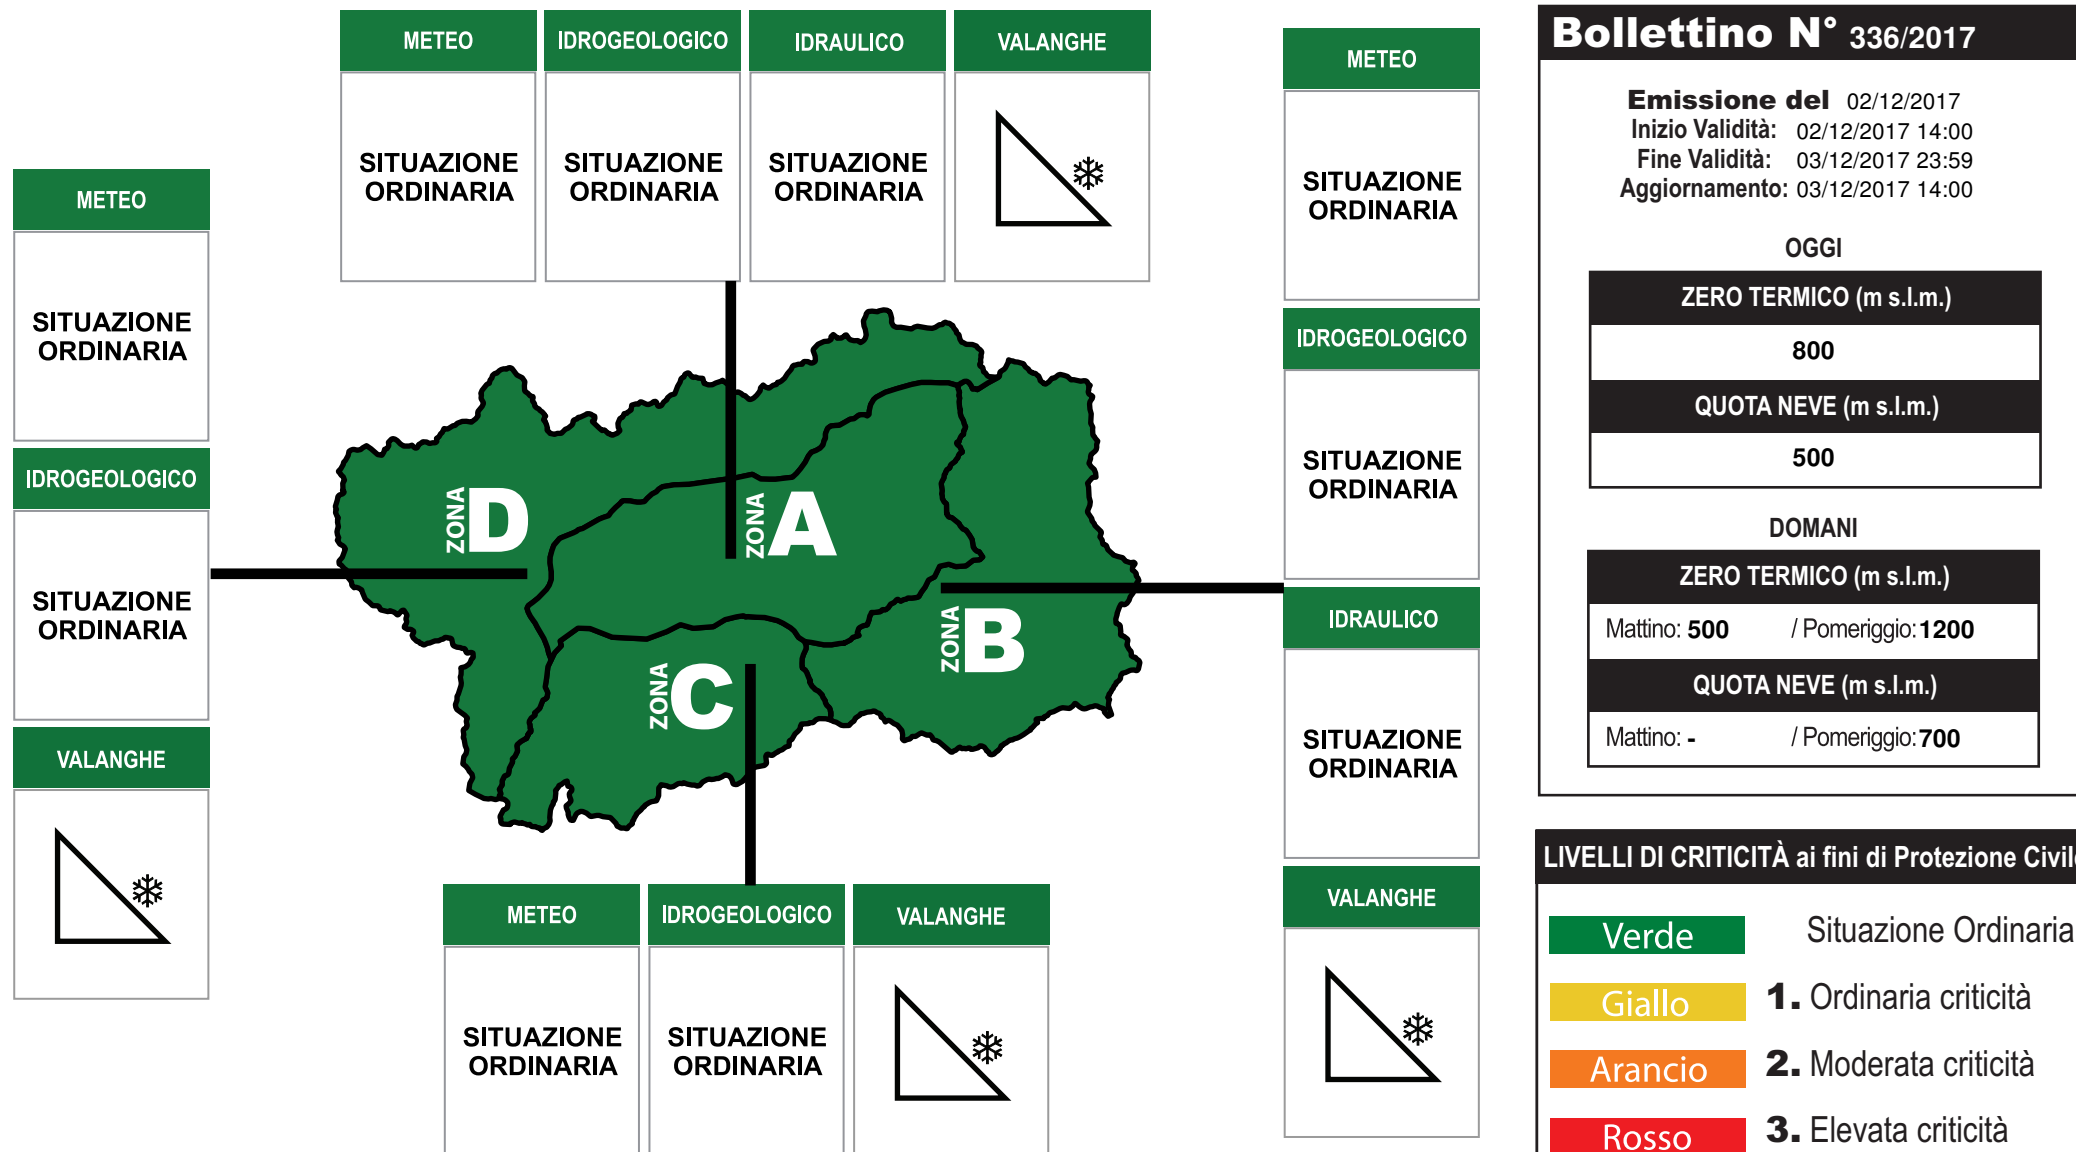 METEO
IDROGEOLOGICO
IDRAULICO
VALANGHE
SITUAZIONE
ORDINARIA
SITUAZIONE
ORDINARIA
SITUAZIONE
ORDINARIA
METEO
SITUAZIONE
ORDINARIA
IDROGEOLOGICO
SITUAZIONE
ORDINARIA
VALANGHE
ZONA D
ZONA A
ZONA B
ZONA C
METEO
SITUAZIONE
ORDINARIA
IDROGEOLOGICO
SITUAZIONE
ORDINARIA
IDRAULICO
SITUAZIONE
ORDINARIA
VALANGHE
METEO
IDROGEOLOGICO
VALANGHE
SITUAZIONE
ORDINARIA
SITUAZIONE
ORDINARIA
Bollettino N° 336/2017
Emissione del 02/12/2017
Inizio Validità: 02/12/2017 14:00
Fine Validità: 03/12/2017 23:59
Aggiornamento: 03/12/2017 14:00
OGGI
ZERO TERMICO (m s.l.m.)
800
QUOTA NEVE (m s.l.m.)
500
DOMANI
ZERO TERMICO (m s.l.m.)
Mattino: 500 / Pomeriggio: 1200
QUOTA NEVE (m s.l.m.)
Mattino: - / Pomeriggio: 700
LIVELLI DI CRITICITÀ ai fini di Protezione Civile
Verde Situazione Ordinaria
Giallo 1. Ordinaria criticità
Arancio 2. Moderata criticità
Rosso 3. Elevata criticità